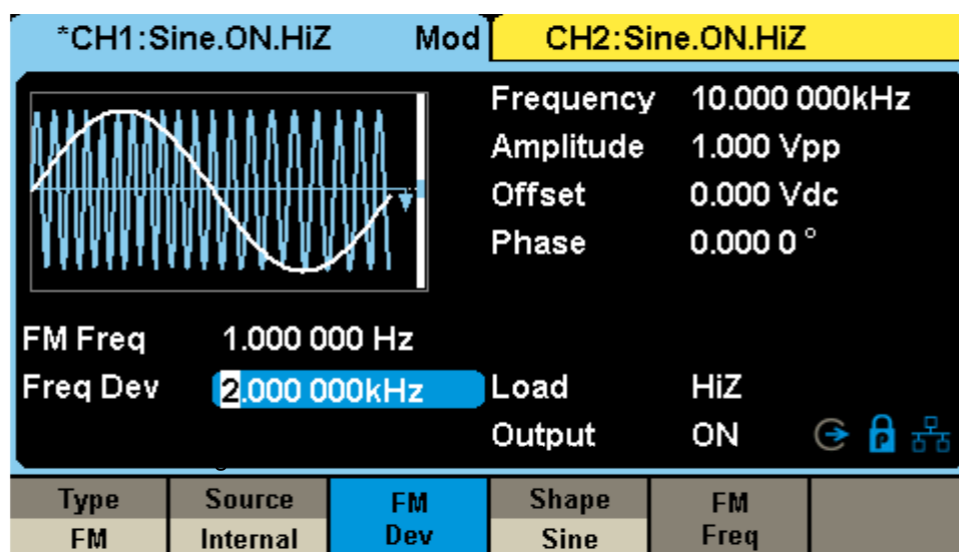 *CH1:Sine.ON.HiZ Mod
CH2:Sine.ON.HiZ
Frequency 10.000 000kHz
Amplitude 1.000 Vpp
Offset 0.000 Vdc
Phase 0.000 0 °
FM Freq 1.000 000 Hz
Freq Dev 2.000 000kHz
Load HiZ
Output ON
P
Type
FM
Source
Internal
FM
Dev
Shape
Sine
FM
Freq